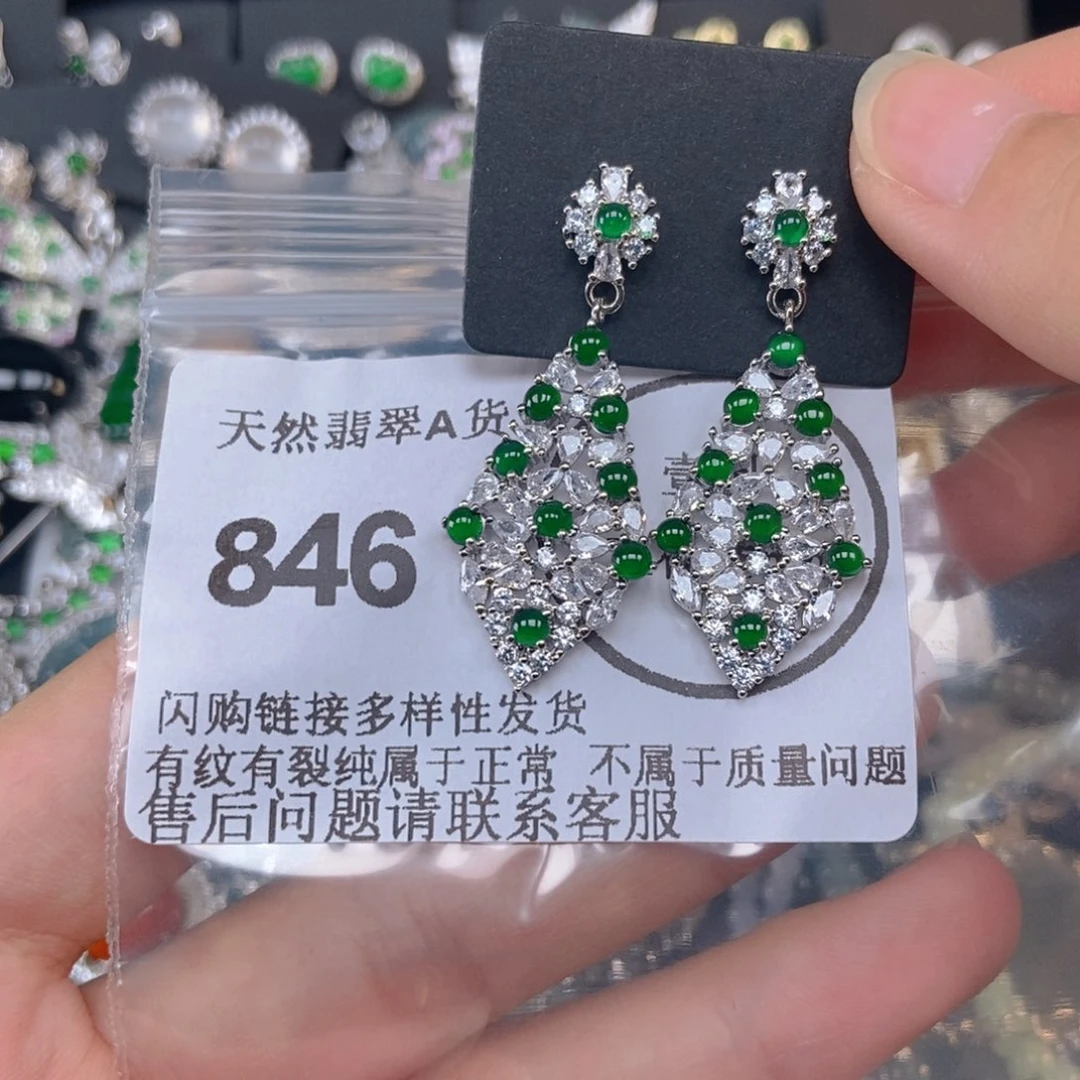 天然翡翠A货
846
闪购链接多样性发货
有纹有裂纯属于正常 不属于质量问题
售后问题请联系客服